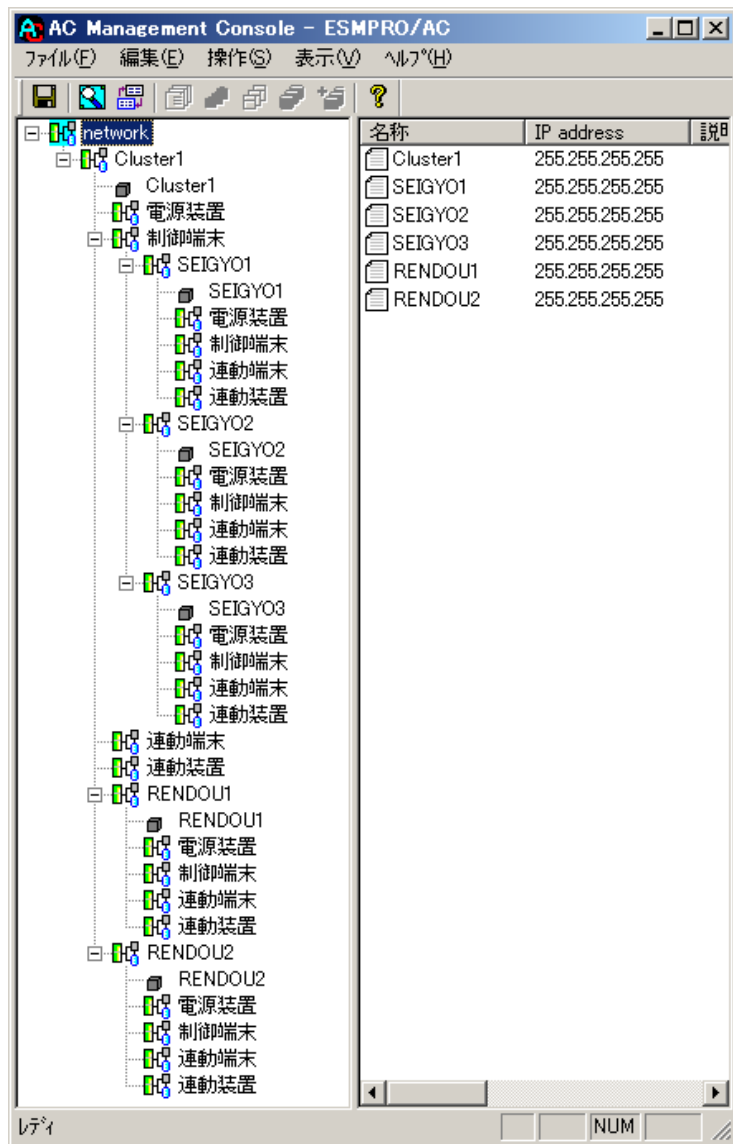 AC Management Console - ESMPRO/AC
ファイル(F) 編集(E) 操作(S) 表示(V) ヘルプ(H)
network
Cluster1
Cluster1
電源装置
制御端末
SEIGYO1
SEIGYO1
電源装置
制御端末
連動端末
連動装置
SEIGYO2
SEIGYO2
電源装置
制御端末
連動端末
連動装置
SEIGYO3
SEIGYO3
電源装置
制御端末
連動端末
連動装置
連動端末
連動装置
RENDOU1
RENDOU1
電源装置
制御端末
連動端末
連動装置
RENDOU2
RENDOU2
電源装置
制御端末
連動端末
連動装置
名称 IP address
Cluster1 255.255.255.255
SEIGYO1 255.255.255.255
SEIGYO2 255.255.255.255
SEIGYO3 255.255.255.255
RENDOU1 255.255.255.255
RENDOU2 255.255.255.255
レディ NUM